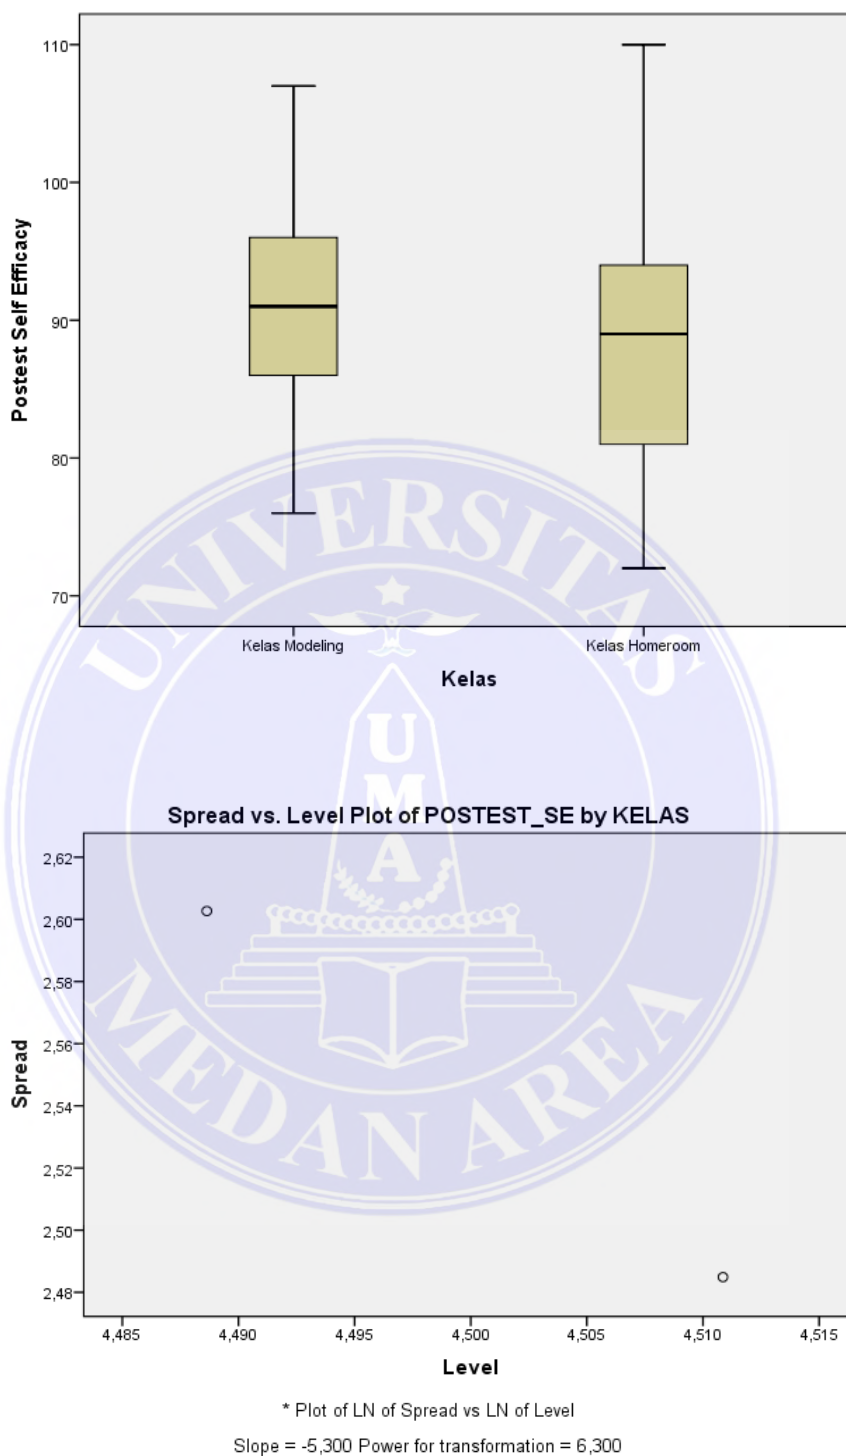 110
100
90
80
70
Postest Self Efficacy
Kelas Modeling
Kelas Homeroom
Kelas
UNIVERSITAS
UMA
MEDAN AREA
Spread vs. Level Plot of POSTEST_SE by KELAS
2,62
2,60
2,58
2,56
2,54
2,52
2,50
2,48
Spread
4,485
4,490
4,495
4,500
4,505
4,510
4,515
Level
* Plot of LN of Spread vs LN of Level
Slope = -5,300 Power for transformation = 6,300